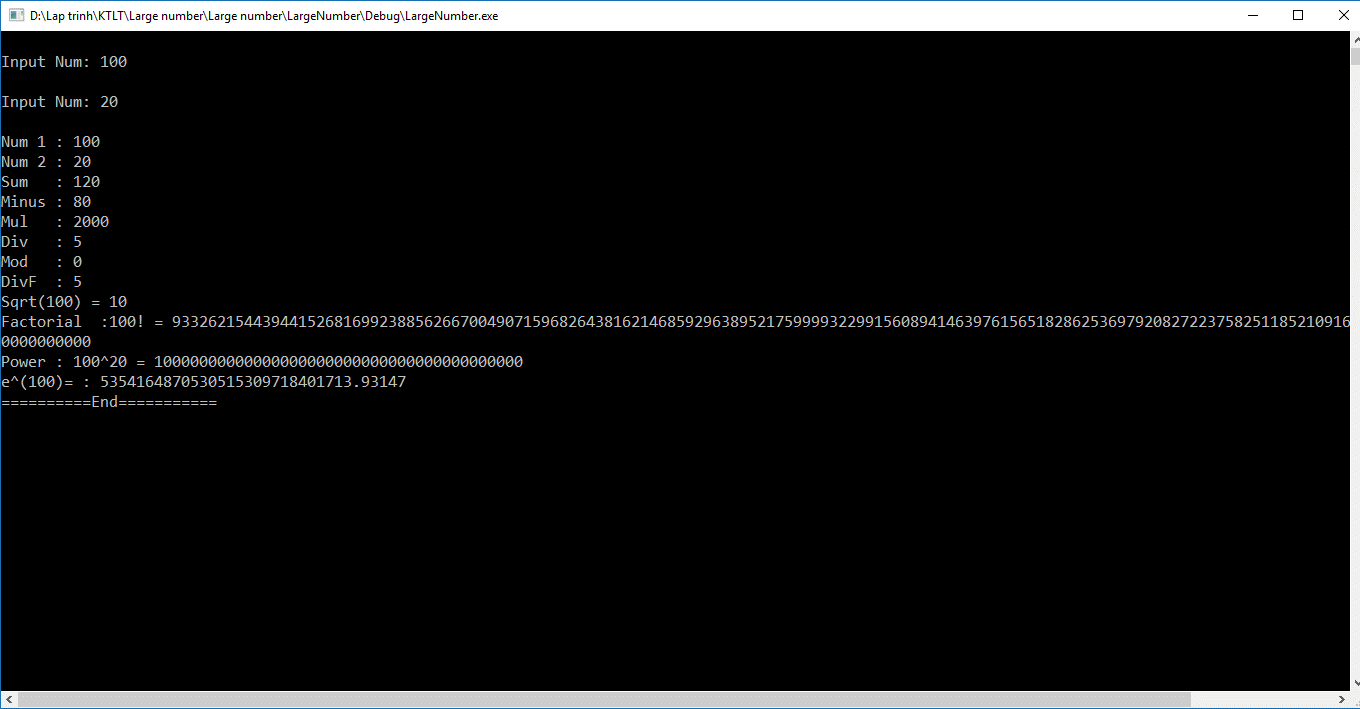 D:\Lap trinh\KTLT\Large number\Large number\LargeNumber\Debug\LargeNumber.exe
Input Num: 100
Input Num: 20
Num 1 : 100
Num 2 : 20
Sum   : 120
Minus : 80
Mul   : 2000
Div   : 5
Mod   : 0
DivF  : 5
Sqrt(100) = 10
Factorial  :100! = 93326215443944152681699238856266700490715968264381621468592963895217599993229915608941463976156518286253697920827223758251185210916
0000000000
Power : 100^20 = 10000000000000000000000000000000000000000
e^(100)= : 5354164870530515309718401713.93147
==========End===========